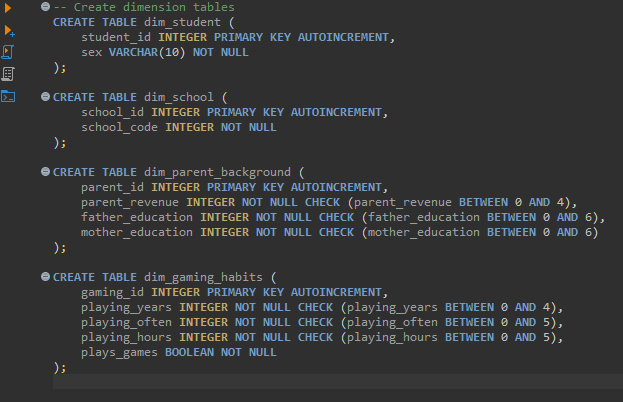 -- Create dimension tables
CREATE TABLE dim_student (
    student_id INTEGER PRIMARY KEY AUTOINCREMENT,
    sex VARCHAR(10) NOT NULL
);
CREATE TABLE dim_school (
    school_id INTEGER PRIMARY KEY AUTOINCREMENT,
    school_code INTEGER NOT NULL
);
CREATE TABLE dim_parent_background (
    parent_id INTEGER PRIMARY KEY AUTOINCREMENT,
    parent_revenue INTEGER NOT NULL CHECK (parent_revenue BETWEEN 0 AND 4),
    father_education INTEGER NOT NULL CHECK (father_education BETWEEN 0 AND 6),
    mother_education INTEGER NOT NULL CHECK (mother_education BETWEEN 0 AND 6)
);
CREATE TABLE dim_gaming_habits (
    gaming_id INTEGER PRIMARY KEY AUTOINCREMENT,
    playing_years INTEGER NOT NULL CHECK (playing_years BETWEEN 0 AND 4),
    playing_often INTEGER NOT NULL CHECK (playing_often BETWEEN 0 AND 5),
    playing_hours INTEGER NOT NULL CHECK (playing_hours BETWEEN 0 AND 5),
    plays_games BOOLEAN NOT NULL
);